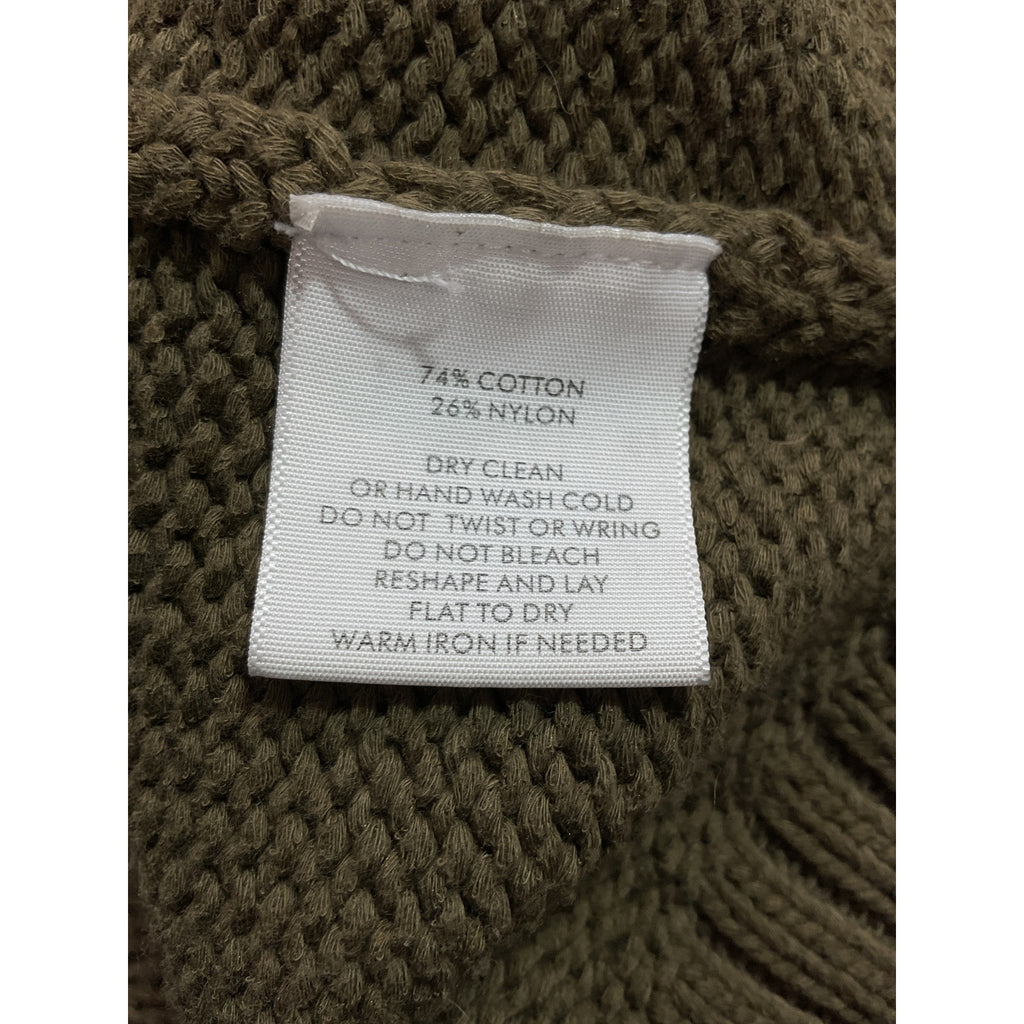 74% COTTON
26% NYLON
DRY CLEAN
OR HAND WASH COLD
DO NOT TWIST OR WRING
DO NOT BLEACH
RESHAPE AND LAY
FLAT TO DRY
WARM IRON IF NEEDED